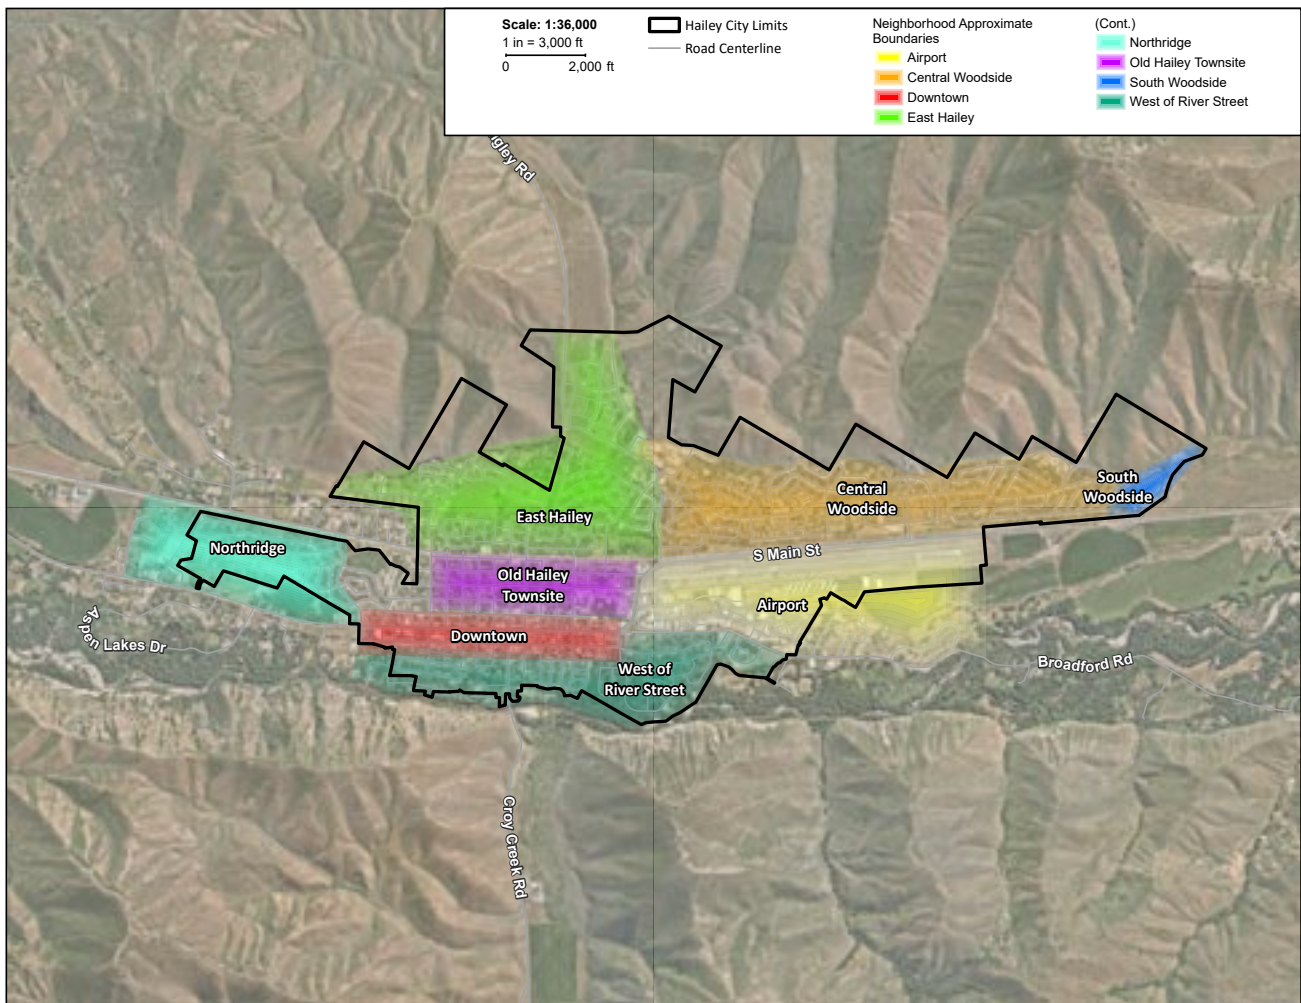 Scale: 1:36,000
1 in = 3,000 ft
0 2,000 ft
Hailey City Limits
Road Centerline
Neighborhood Approximate
Boundaries
Airport
Central Woodside
Downtown
East Hailey
(Cont.)
Northridge
Old Hailey Townsite
South Woodside
West of River Street
Rd
South
Woodside
Central
Woodside
East Hailey
Northridge
S Main St
Old Hailey
Townsite
Airport
Aspen Lakes Dr
Downtown
Broadford Rd
West of
River Street
Croy Creek Rd